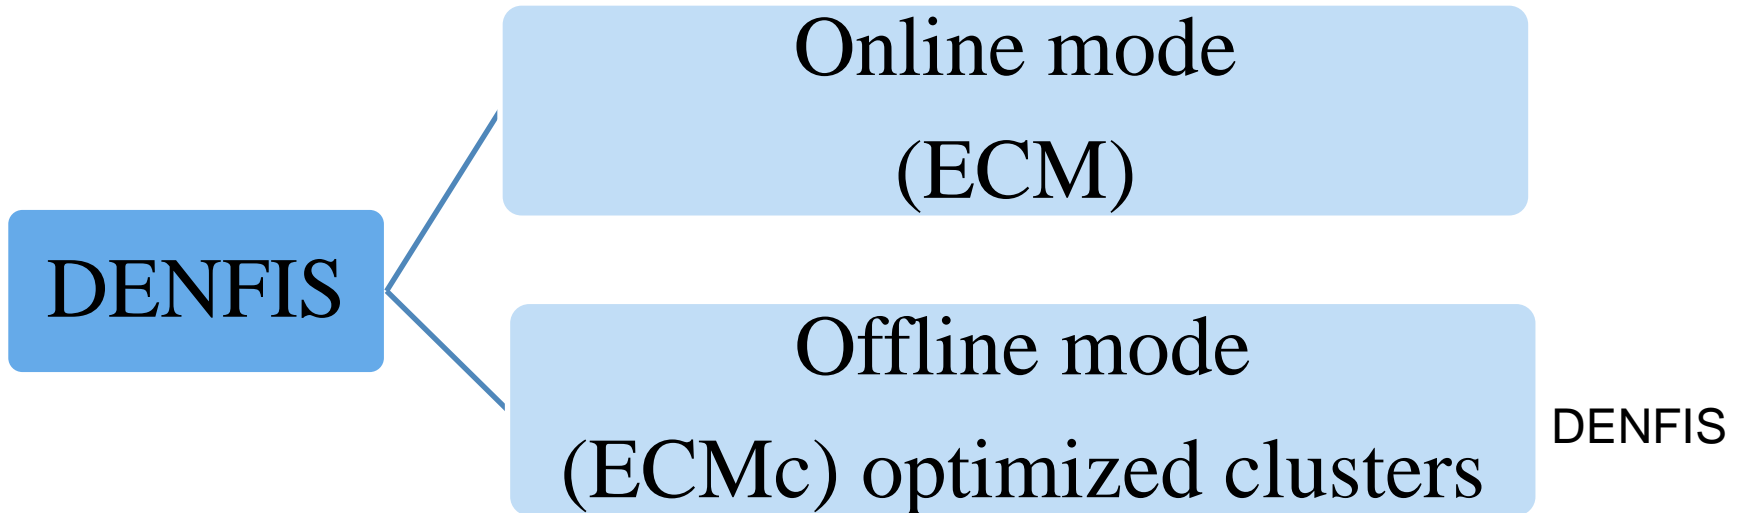 DENFIS
Online mode
(ECM)
Offline mode
(ECMc) optimized clusters
DENFIS